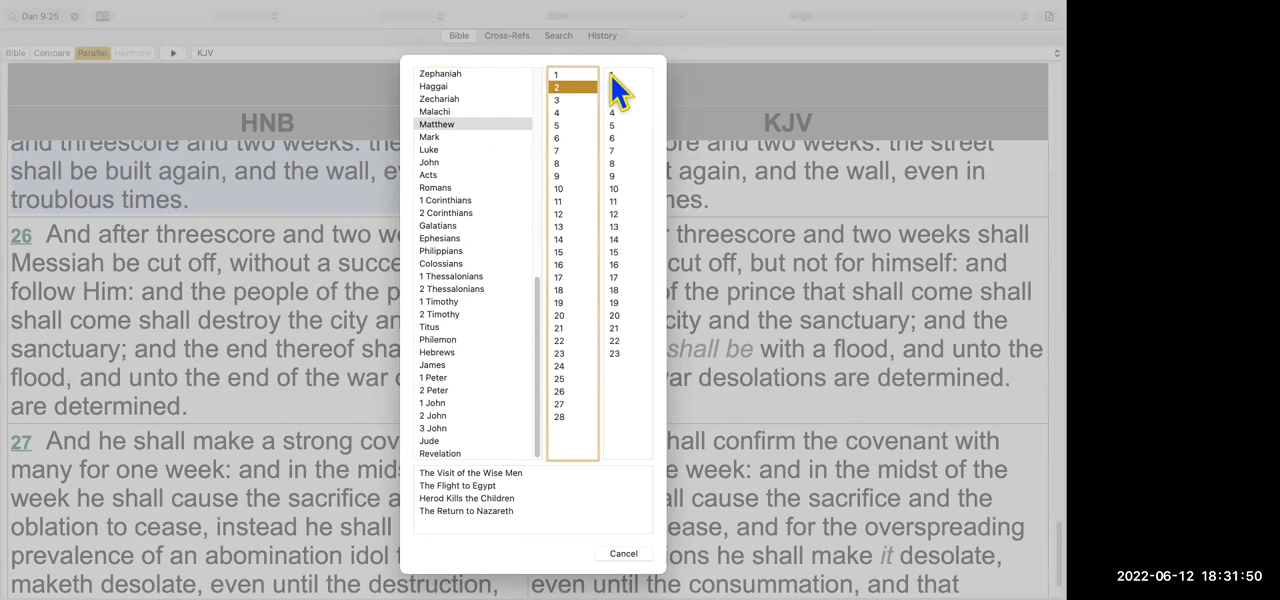 Dan 9:25
Bible
virgin
Bible Cross-Refs Search History
Bible Compare Parallel Harmony KJV
HNB KJV
and threescore and two weeks: the
shall be built again, and the wall, ev
troublous times.
26 And after threescore and two we
Messiah be cut off, without a succe
follow Him: and the people of the p
shall come shall destroy the city an
sanctuary; and the end thereof sha
flood, and unto the end of the war d
are determined.
27 And he shall make a strong cov
many for one week: and in the mids
week he shall cause the sacrifice a
oblation to cease, instead he shall
prevalence of an abomination idol t
maketh desolate, even until the destruction,
Zephaniah
Haggai
Zechariah
Malachi
Matthew
Mark
Luke
John
Acts
Romans
1 Corinthians
2 Corinthians
Galatians
Ephesians
Philippians
Colossians
1 Thessalonians
2 Thessalonians
1 Timothy
2 Timothy
Titus
Philemon
Hebrews
James
1 Peter
2 Peter
1 John
2 John
3 John
Jude
Revelation
1
2
3
4
5
6
7
8
9
10
11
12
13
14
15
16
17
18
19
20
21
22
23
24
25
26
27
28
4
5
6
7
8
9
10
11
12
13
14
15
16
17
18
19
20
21
22
23
The Visit of the Wise Men
The Flight to Egypt
Herod Kills the Children
The Return to Nazareth
Cancel
ore and two weeks: the street
t again, and the wall, even in
mes.
r threescore and two weeks shall
cut off, but not for himself: and
of the prince that shall come shall
city and the sanctuary; and the
shall be with a flood, and unto the
war desolations are determined.
hall confirm the covenant with
e week: and in the midst of the
all cause the sacrifice and the
ease, and for the overspreading
ions he shall make it desolate,
even until the consummation, and that
2022-06-12 18:31:50